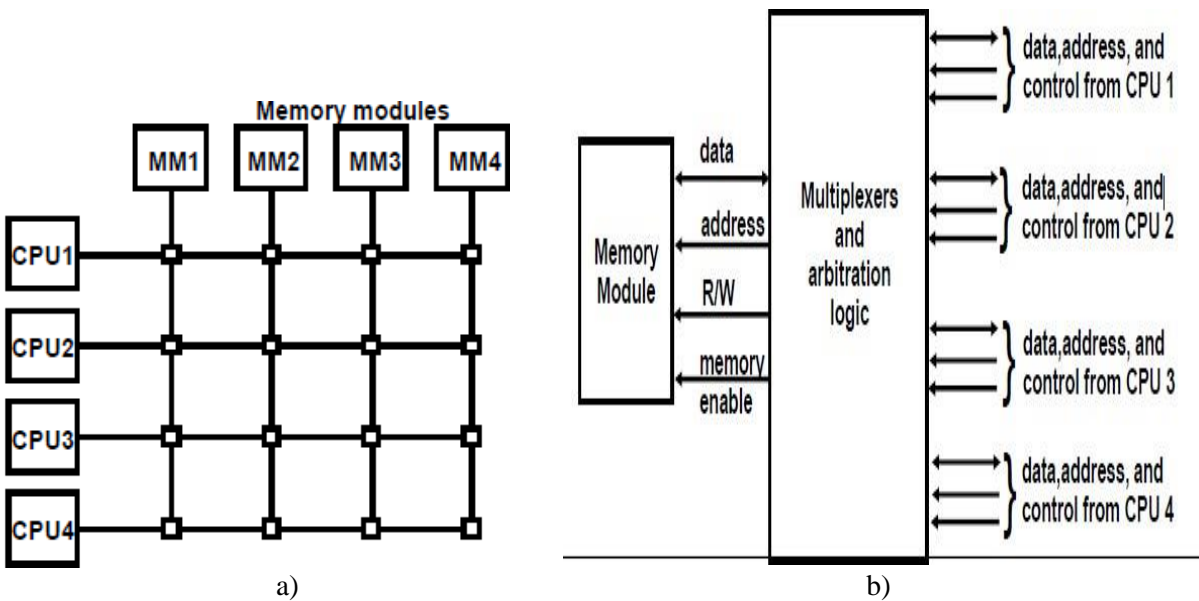 Memory modules
MM1 MM2 MM3 MM4
CPU1
CPU2
CPU3
CPU4
a)
Memory
Module
data
address
R/W
memory
enable
Multiplexers
and
arbitration
logic
data,address, and
control from CPU 1
data,address, and
control from CPU 2
data,address, and
control from CPU 3
data,address, and
control from CPU 4
b)